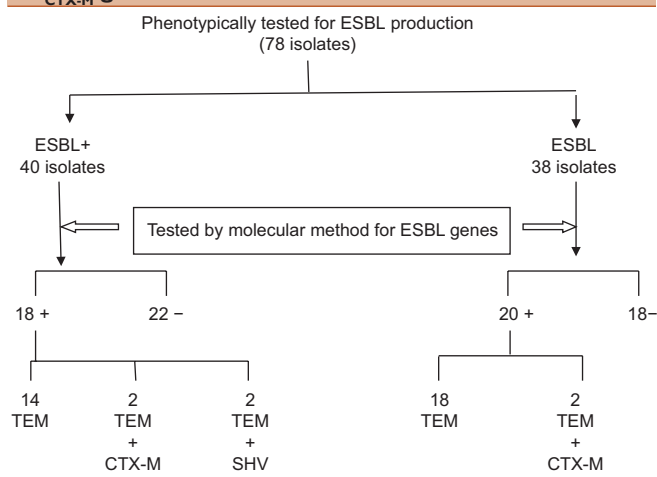 CTX-M
Phenotypically tested for ESBL production
(78 isolates)
ESBL+
40 isolates
ESBL
38 isolates
Tested by molecular method for ESBL genes
18 +
22 −
20 +
18−
14
TEM
2
TEM
+
CTX-M
2
TEM
+
SHV
18
TEM
2
TEM
+
CTX-M